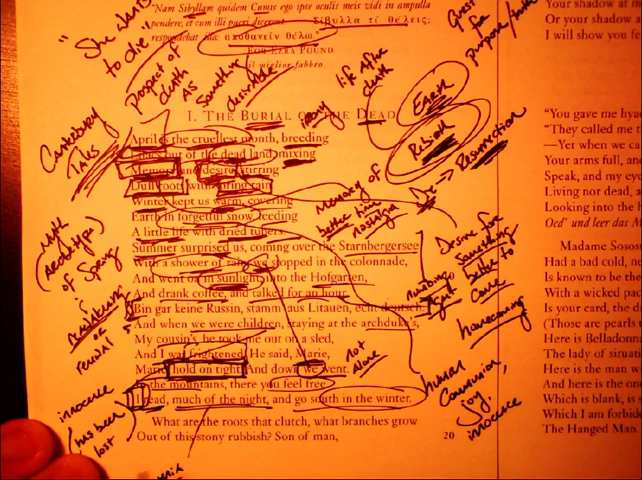 "Nam Sibyllam quidem Cumis ego ipse oculis meis vidi in ampulla
pendere, et cum illi pueri dicerent: Σίβυλλα τί θέλεις;
respondebat illa: ἀποθανεῖν θέλω."
FOR EZRA POUND
il miglior fabbro.
"She wants
to die"
Prospect of
death
AS
Something
desirable
life After
death
Guess
for
purpose/
irony
Earth
Rebirth
Resurrection
Canterbury
Tales
I. THE BURIAL OF THE DEAD
April is the cruellest month, breeding
Lilacs out of the dead land, mixing
Memory and desire, stirring
Dull roots with spring rain.
Winter kept us warm, covering
Earth in forgetful snow, feeding
A little life with dried tubers.
Summer surprised us, coming over the Starnbergersee
With a shower of rain; we stopped in the colonnade,
And went on in sunlight, into the Hofgarten,
And drank coffee, and talked for an hour.
Bin gar keine Russin, stamm' aus Litauen, echt deutsch.
And when we were children, staying at the archduke's,
My cousin's, he took me out on a sled,
And I was frightened. He said, Marie,
Marie, hold on tight. And down we went.
In the mountains, there you feel free.
I read, much of the night, and go south in the winter.
What are the roots that clutch, what branches grow
Out of this stony rubbish? Son of man,
20
Memory of
better time
nostalgia
Desire for
Something
better to
come
homecoming
Myth
(Archetype)
of Spring
or
renewal
not
alone
human
Communion,
joy,
innocence
innocence
(has been
lost
Your shadow at
Or your shadow
I will show you fe
"You gave me hyac
"They called me
—Yet when we ca
Your arms full, an
Speak, and my eye
Living nor dead, a
Looking into the
Oed' und leer das M
Madame Sosos
Had a bad cold, ne
Is known to be th
With a wicked pac
Is your card, the d
(Those are pearls
Here is Belladonn
The lady of situat
Here is the man w
And here is the on
Which is blank, is
Which I am forbid
The Hanged Man.